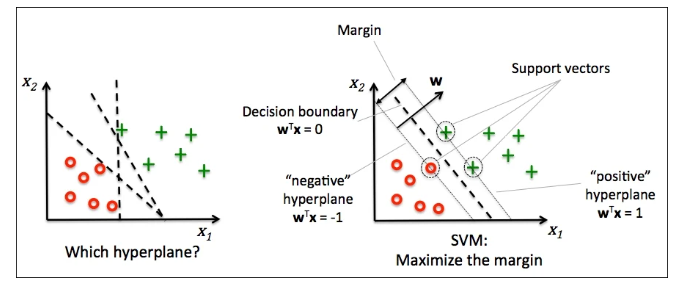 x₂
x₁
Which hyperplane?
Margin
x₂
w
Support vectors
Decision boundary
wᵀx = 0
"negative"
hyperplane
wᵀx = -1
"positive"
hyperplane
wᵀx = 1
x₁
SVM:
Maximize the margin